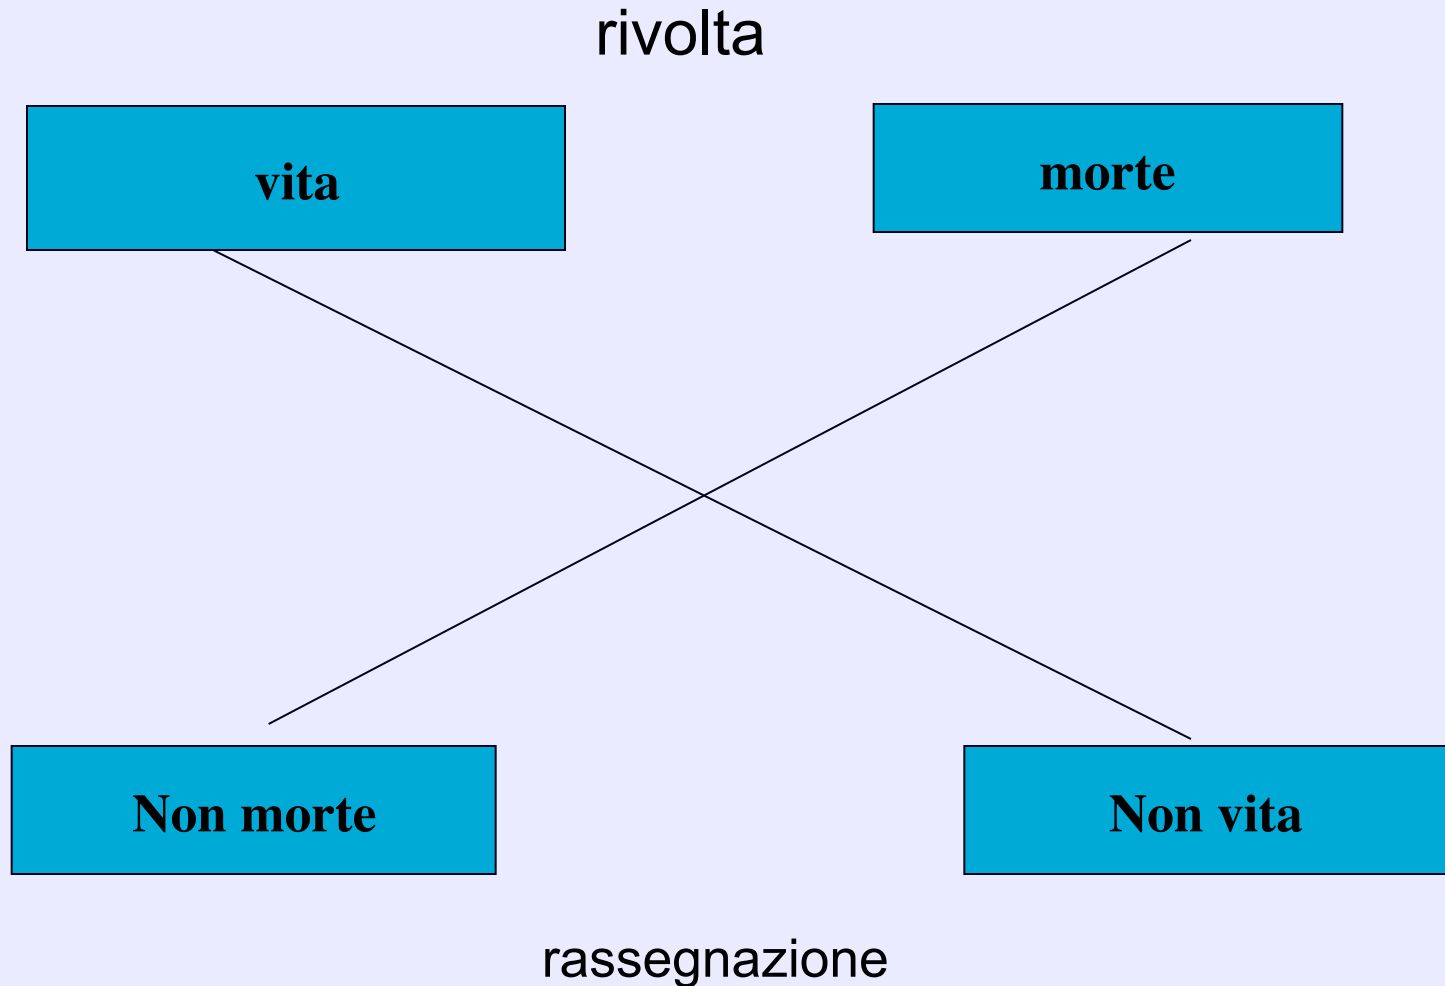 rivolta
vita
morte
Non morte
Non vita
rassegnazione